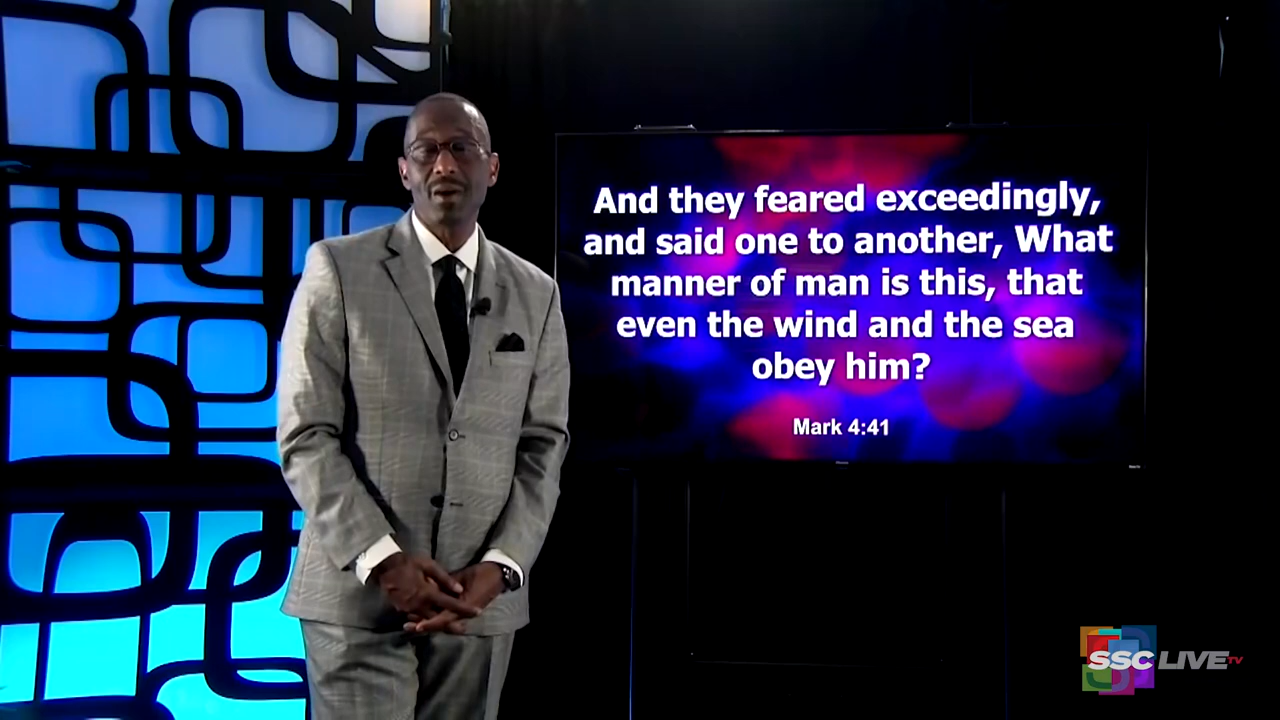 And they feared exceedingly,
and said one to another, What
manner of man is this, that
even the wind and the sea
obey him?
Mark 4:41
SSC LIVE TV